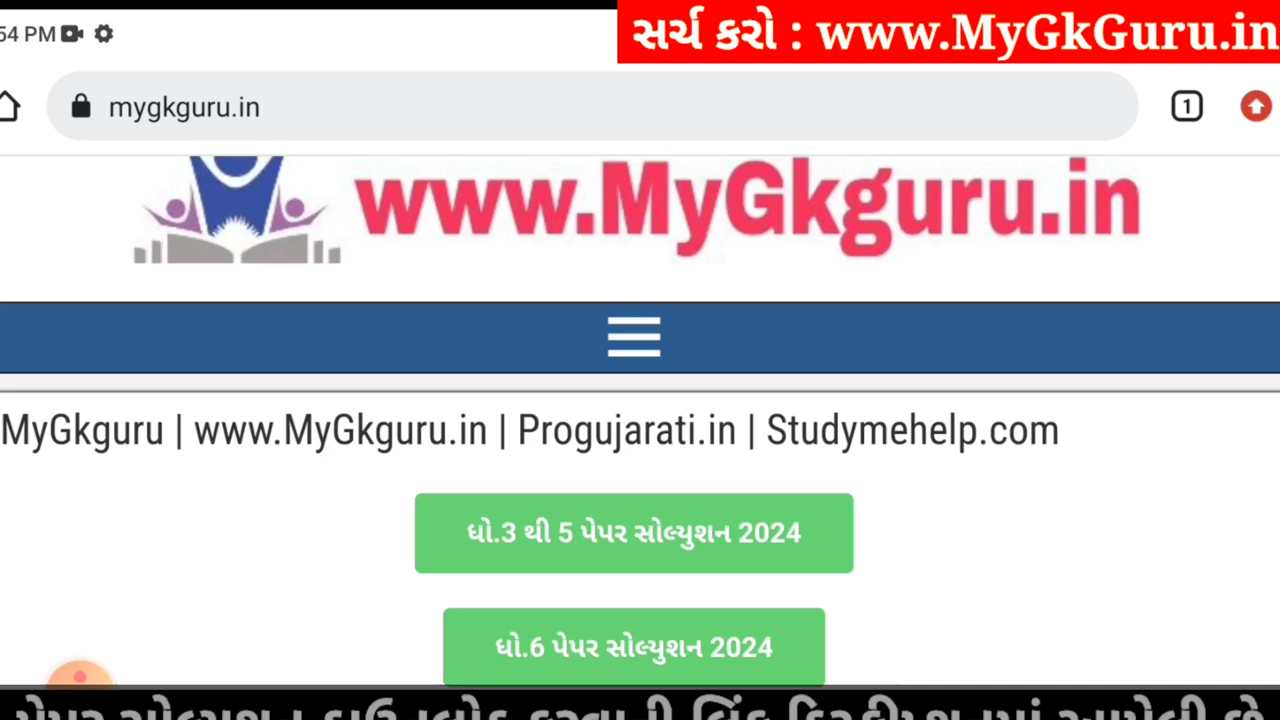 54 PM
સર્ચ કરો : www.MyGkGuru.in
mygkguru.in
1
www.MyGkguru.in
MyGkguru | www.MyGkguru.in | Progujarati.in | Studymehelp.com
ધો.3 થી 5 પેપર સોલ્યુશન 2024
ધો.6 પેપર સોલ્યુશન 2024